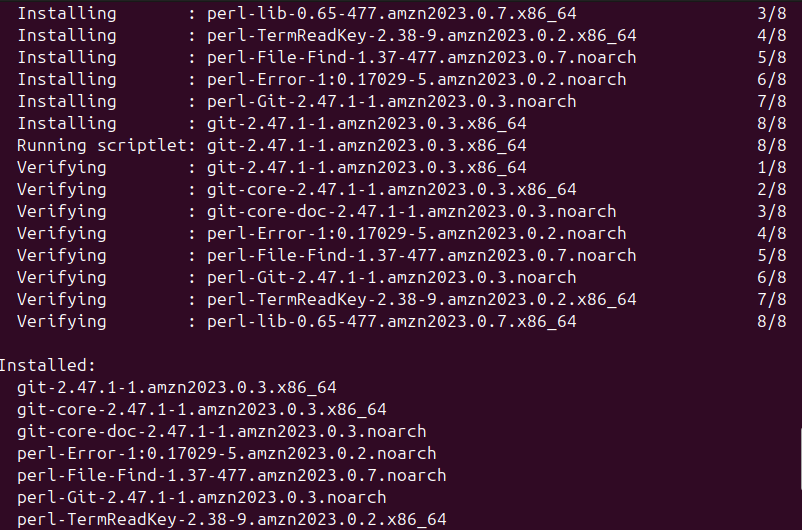 Installing : perl-lib-0.65-477.amzn2023.0.7.x86_64 3/8
Installing : perl-TermReadKey-2.38-9.amzn2023.0.2.x86_64 4/8
Installing : perl-File-Find-1.37-477.amzn2023.0.7.noarch 5/8
Installing : perl-Error-1:0.17029-5.amzn2023.0.2.noarch 6/8
Installing : perl-Git-2.47.1-1.amzn2023.0.3.noarch 7/8
Installing : git-2.47.1-1.amzn2023.0.3.x86_64 8/8
Running scriptlet: git-2.47.1-1.amzn2023.0.3.x86_64 8/8
Verifying : git-2.47.1-1.amzn2023.0.3.x86_64 1/8
Verifying : git-core-2.47.1-1.amzn2023.0.3.x86_64 2/8
Verifying : git-core-doc-2.47.1-1.amzn2023.0.3.noarch 3/8
Verifying : perl-Error-1:0.17029-5.amzn2023.0.2.noarch 4/8
Verifying : perl-File-Find-1.37-477.amzn2023.0.7.noarch 5/8
Verifying : perl-Git-2.47.1-1.amzn2023.0.3.noarch 6/8
Verifying : perl-TermReadKey-2.38-9.amzn2023.0.2.x86_64 7/8
Verifying : perl-lib-0.65-477.amzn2023.0.7.x86_64 8/8
Installed:
git-2.47.1-1.amzn2023.0.3.x86_64
git-core-2.47.1-1.amzn2023.0.3.x86_64
git-core-doc-2.47.1-1.amzn2023.0.3.noarch
perl-Error-1:0.17029-5.amzn2023.0.2.noarch
perl-File-Find-1.37-477.amzn2023.0.7.noarch
perl-Git-2.47.1-1.amzn2023.0.3.noarch
perl-TermReadKey-2.38-9.amzn2023.0.2.x86_64